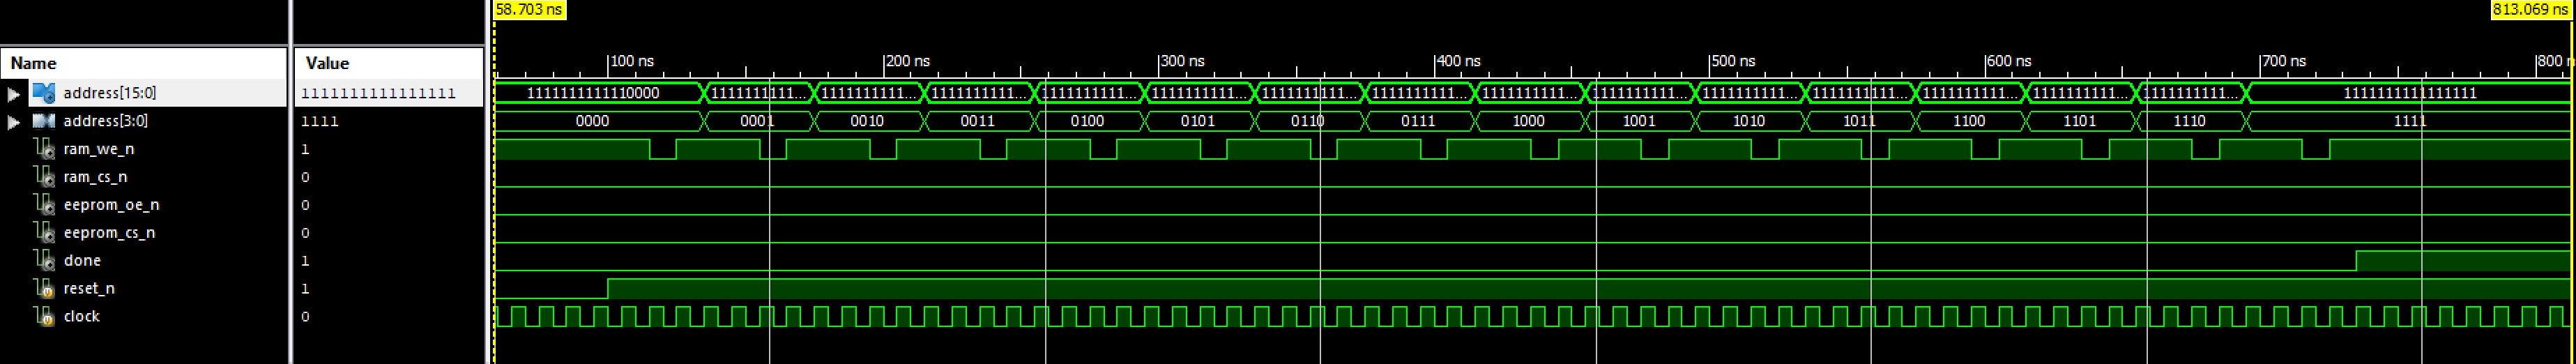 58.703 ns 813.069 ns
Name Value 100 ns 200 ns 300 ns 400 ns 500 ns 600 ns 700 ns 800 n
address[15:0] 1111111111111111 1111111111110000 1111111111... 1111111111... 1111111111... 1111111111... 1111111111... 1111111111... 1111111111... 1111111111... 1111111111... 1111111111... 1111111111... 1111111111... 1111111111... 1111111111... 1111111111111111
address[3:0] 1111 0000 0001 0010 0011 0100 0101 0110 0111 1000 1001 1010 1011 1100 1101 1110 1111
ram_we_n 1
ram_cs_n 0
eeprom_oe_n 0
eeprom_cs_n 0
done 1
reset_n 1
clock 0